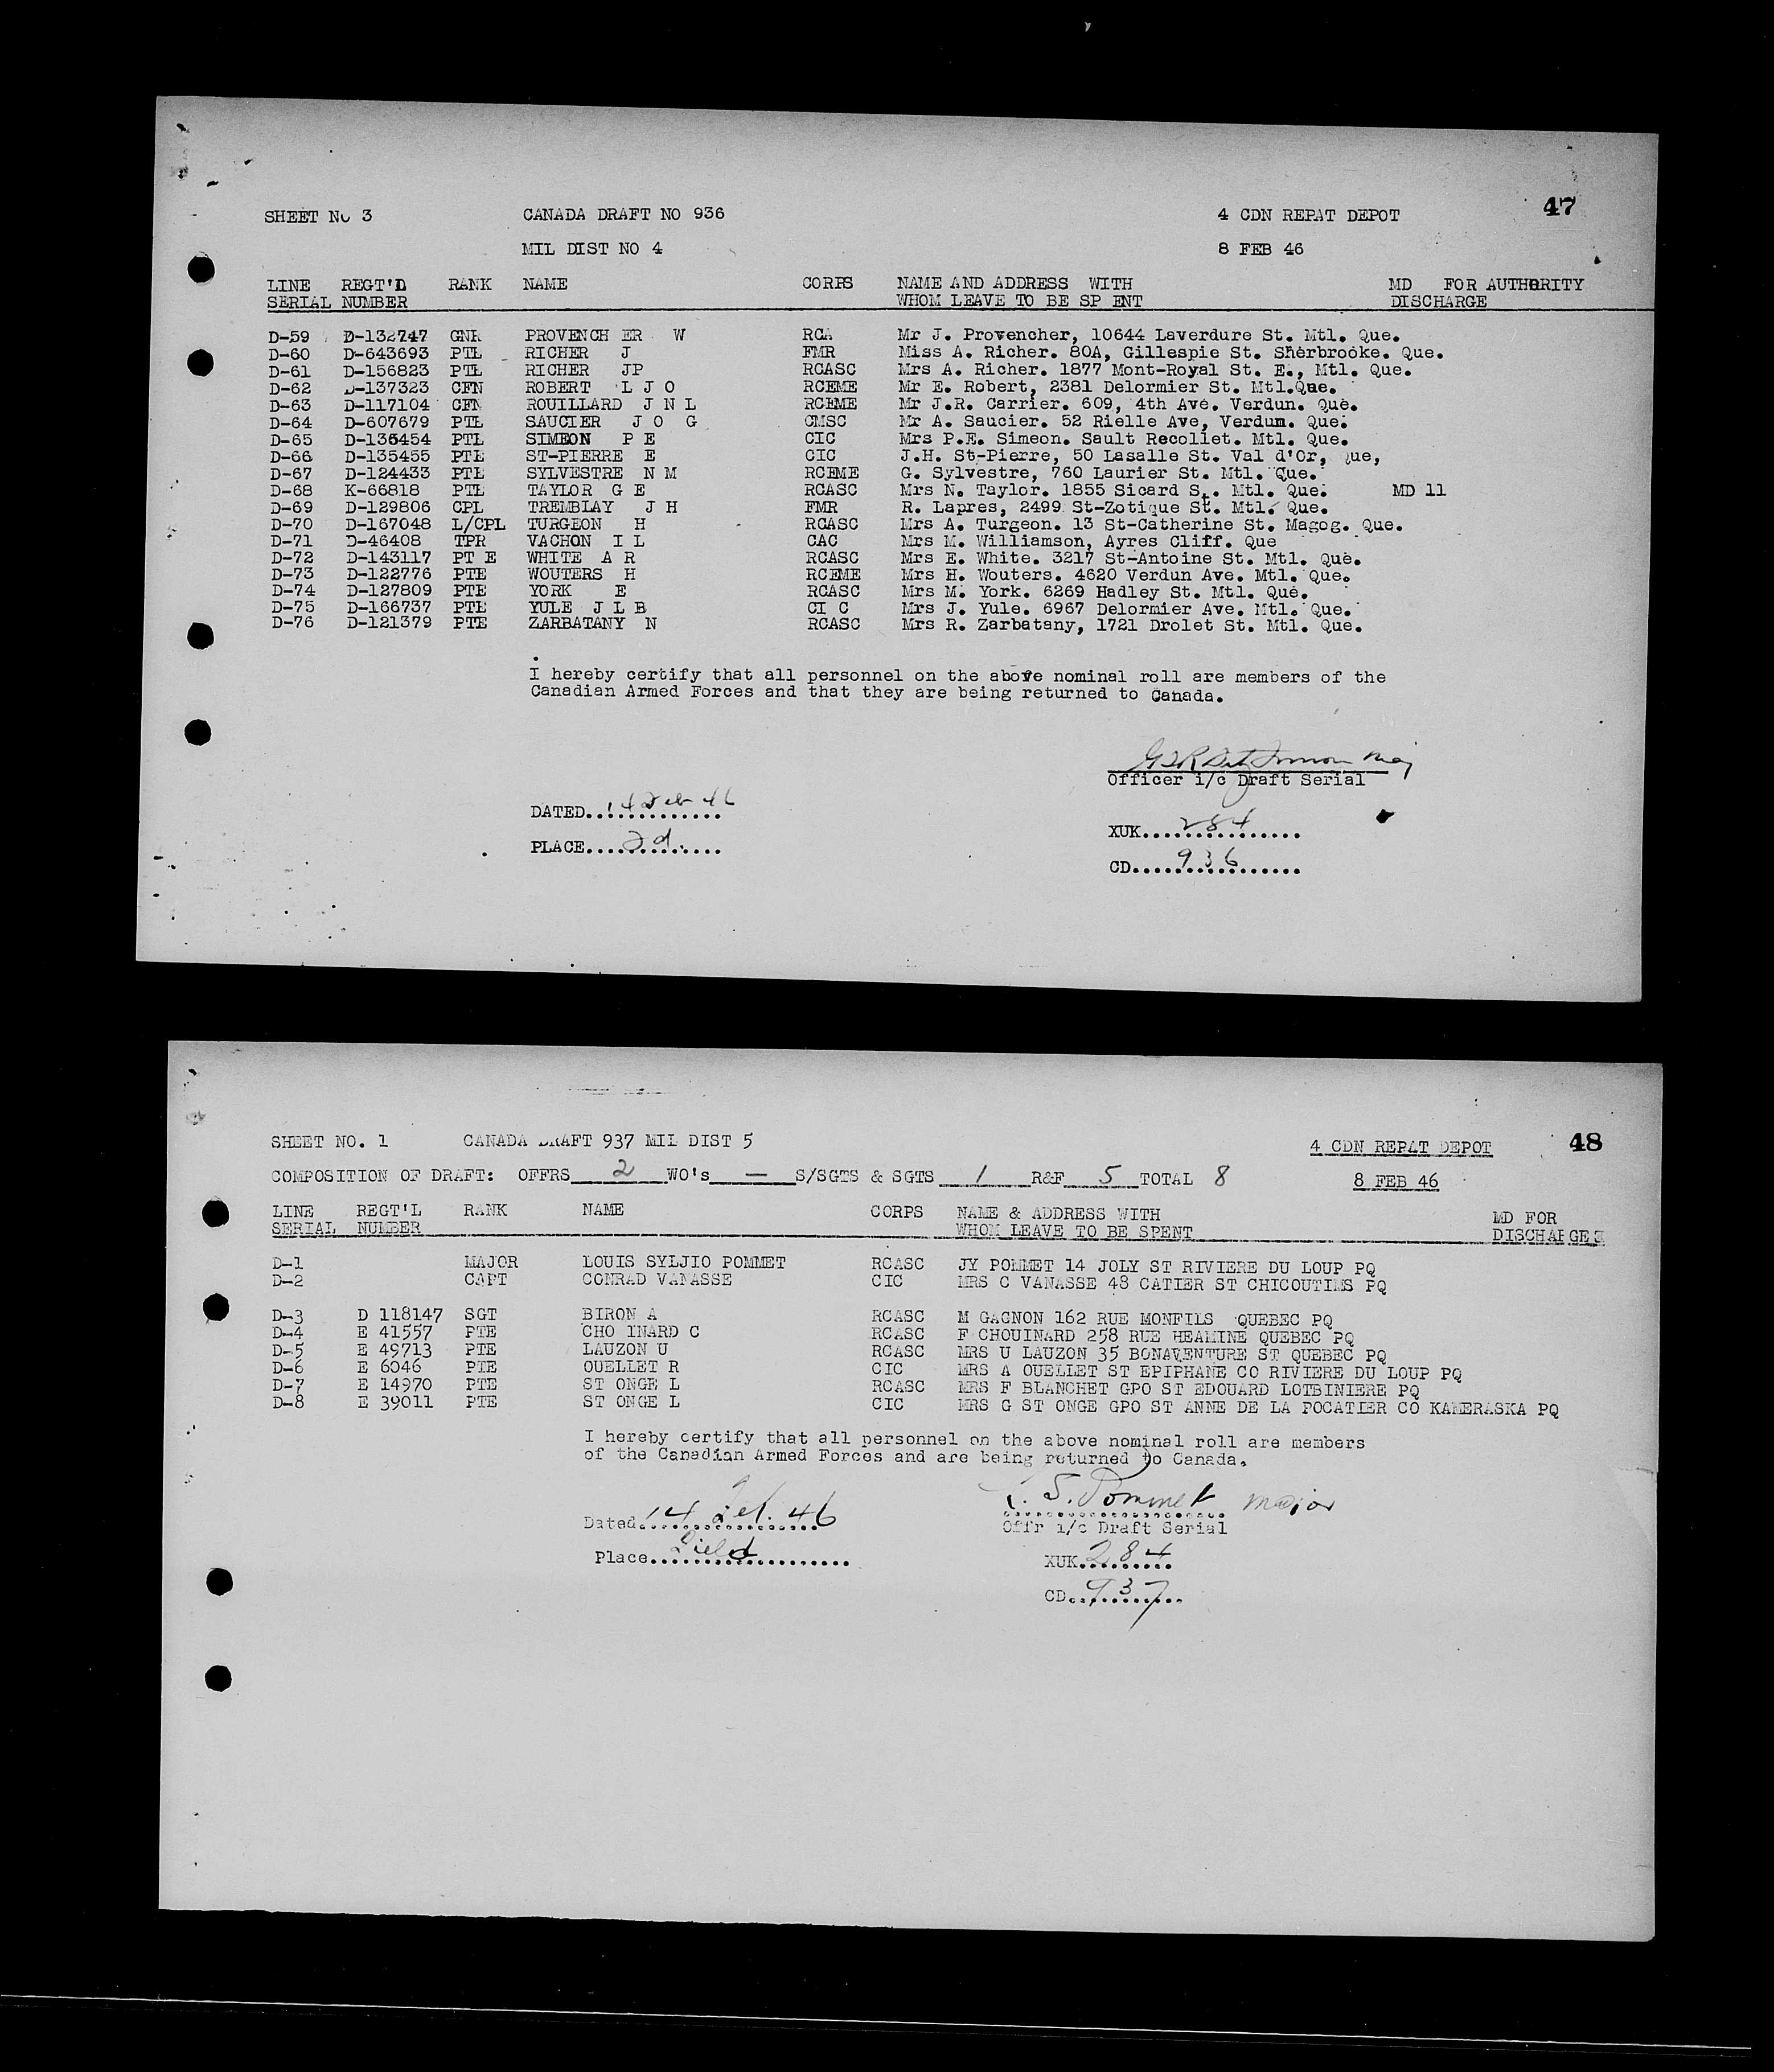 SHEET No 3 CANADA DRAFT NO 936 4 CDN REPAT DEPOT 47
MIL DIST NO 4 8 FEB 46
LINE REGT'L RANK NAME CORPS NAME AND ADDRESS WITH MD FOR AUTHORITY
SERIAL NUMBER WHOM LEAVE TO BE SP ENT DISCHARGE
D-59 D-132747 GNR PROVENCH ER W RCA Mr J. Provencher, 10644 Laverdure St. Mtl. Que.
D-60 D-643693 PTE RICHER J FMR Miss A. Richer. 80A, Gillespie St. Sherbrooke. Que.
D-61 D-156823 PTE RICHER JP RCASC Mrs A. Richer. 1877 Mont-Royal St. E., Mtl. Que.
D-62 D-137323 CFN ROBERT L J O RCEME Mr E. Robert, 2381 Delormier St. Mtl.Que.
D-63 D-117104 CFN ROUILLARD J N L RCEME Mr J.R. Carrier. 609, 4th Ave. Verdun. Que.
D-64 D-607679 PTE SAUCIER J O G CMSC Mr A. Saucier. 52 Rielle Ave, Verdun. Que.
D-65 D-136454 PTE SIMEON P E CIC Mrs P.E. Simeon. Sault Recollet. Mtl. Que.
D-66 D-135455 PTE ST-PIERRE E CIC J.H. St-Pierre, 50 Lasalle St. Val d'Or, Que,
D-67 D-124433 PTE SYLVESTRE N M RCEME G. Sylvestre, 760 Laurier St. Mtl. Que.
D-68 K-66818 PTE TAYLOR G E RCASC Mrs N. Taylor. 1855 Sicard St. Mtl. Que. MD 11
D-69 D-129806 CPL TREMBLAY J H FMR R. Lapres, 2499 St-Zotique St. Mtl. Que.
D-70 D-167048 L/CPL TURGEON H RCASC Mrs A. Turgeon. 13 St-Catherine St. Magog. Que.
D-71 D-46408 TPR VACHON I L CAC Mrs M. Williamson, Ayres Cliff. Que
D-72 D-143117 PT E WHITE A R RCASC Mrs E. White. 3217 St-Antoine St. Mtl. Que.
D-73 D-122776 PTE WOUTERS H RCEME Mrs H. Wouters. 4620 Verdun Ave. Mtl. Que.
D-74 D-127809 PTE YORK E RCASC Mrs M. York. 6269 Hadley St. Mtl. Que.
D-75 D-166737 PTE YULE J L B CI C Mrs J. Yule. 6967 Delormier Ave. Mtl. Que.
D-76 D-121379 PTE ZARBATANY N RCASC Mrs R. Zarbatany, 1721 Drolet St. Mtl. Que.
I hereby certify that all personnel on the above nominal roll are members of the
Canadian Armed Forces and that they are being returned to Canada.
Maj
Officer i/c Draft Serial
DATED..14 Feb 46
XUK....284
PLACE....Fd.
CD....936
SHEET NO. 1 CANADA DRAFT 937 MIL DIST 5 4 CDN REPAT DEPOT 48
COMPOSITION OF DRAFT: OFFRS 2 WO's — S/SGTS & SGTS 1 R&F 5 TOTAL 8 8 FEB 46
LINE REGT'L RANK NAME CORPS NAME & ADDRESS WITH MD FOR
SERIAL NUMBER WHOM LEAVE TO BE SPENT DISCHARGE
D-1 MAJOR LOUIS SYLJIO POMMET RCASC JY POMMET 14 JOLY ST RIVIERE DU LOUP PQ
D-2 CAPT CONRAD VANASSE CIC MRS C VANASSE 48 CATIER ST CHICOUTIMS PQ
D-3 D 118147 SGT BIRON A RCASC M GAGNON 162 RUE MONFILS QUEBEC PQ
D-4 E 41557 PTE CHO INARD C RCASC F CHOUINARD 258 RUE HEAMINE QUEBEC PQ
D-5 E 49713 PTE LAUZON U RCASC MRS U LAUZON 35 BONAVENTURE ST QUEBEC PQ
D-6 E 6046 PTE OUELLET R CIC MRS A OUELLET ST EPIPHANE CO RIVIERE DU LOUP PQ
D-7 E 14970 PTE ST ONGE L RCASC MRS F BLANCHET GPO ST EDOUARD LOTBINIERE PQ
D-8 E 39011 PTE ST ONGE L CIC MRS G ST ONGE GPO ST ANNE DE LA POCATIER CO KAMERASKA PQ
I hereby certify that all personnel on the above nominal roll are members
of the Canadian Armed Forces and are being returned to Canada.
L. S. Pommet major
Dated..14 Feb. 46
Offr i/c Draft Serial
Place..Field
XUK..284
CD..937